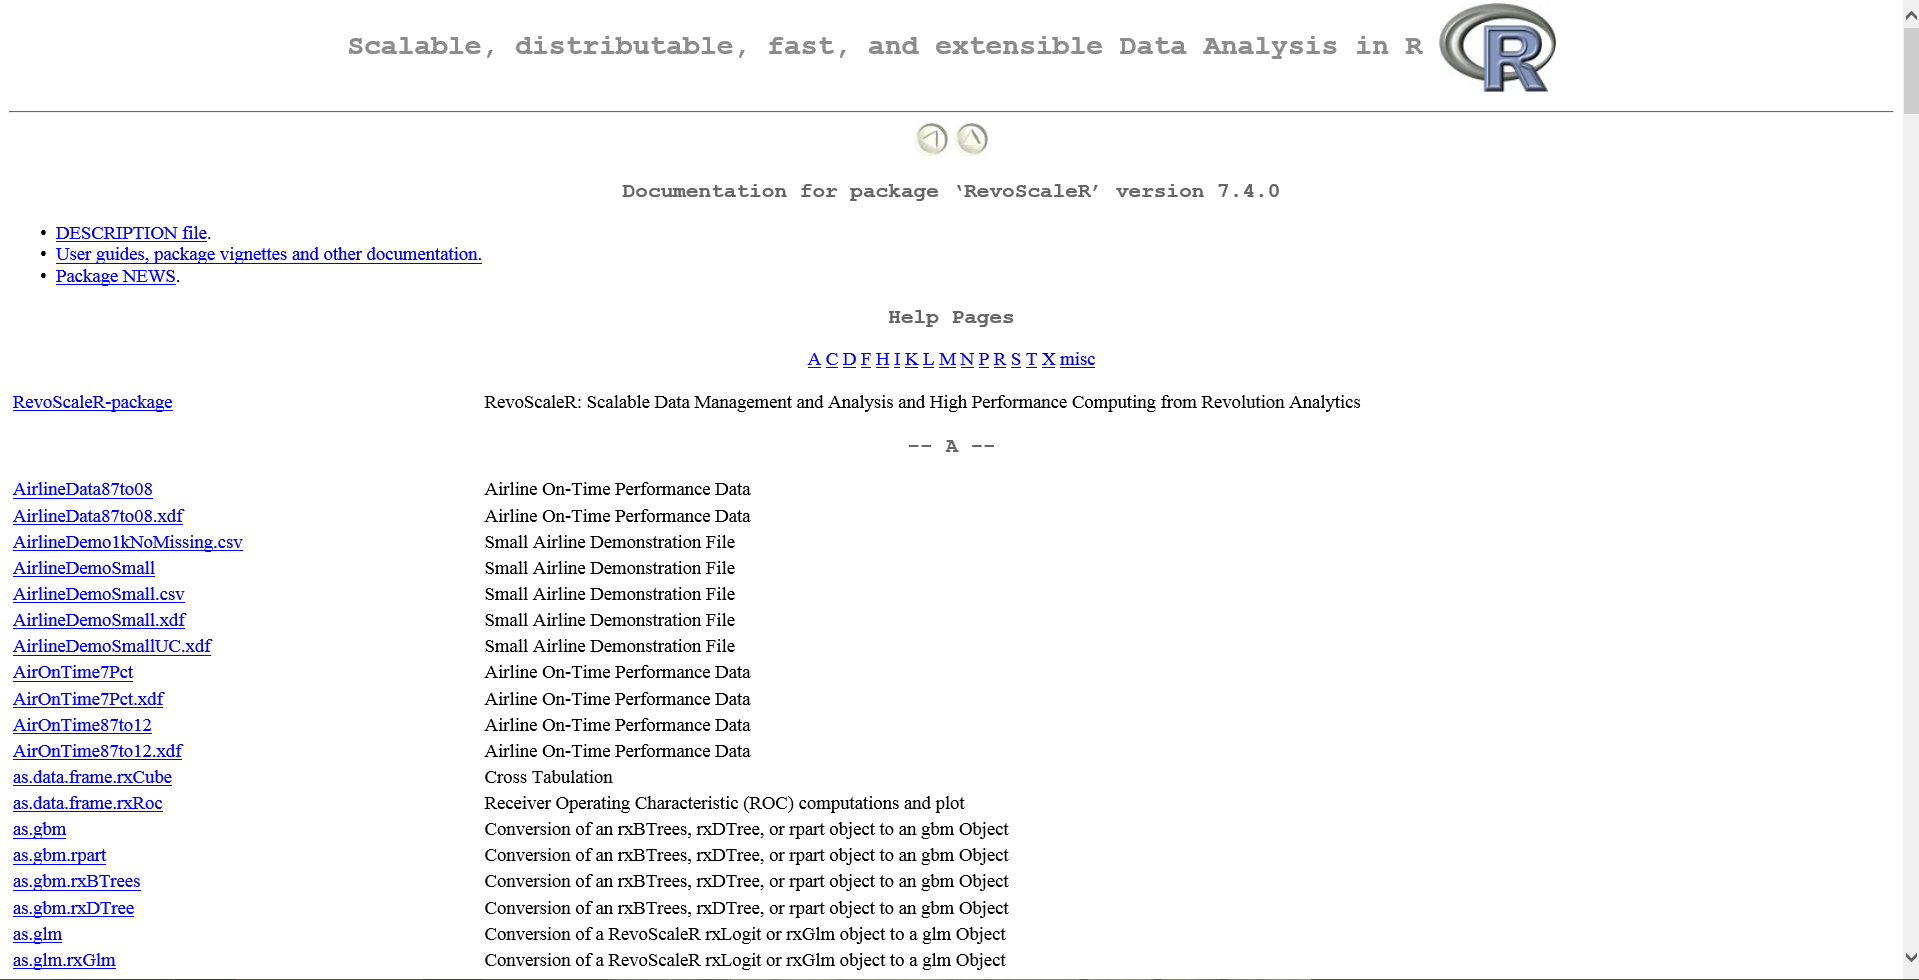 Scalable, distributable, fast, and extensible Data Analysis in R
R
Documentation for package ‘RevoScaleR’ version 7.4.0
• DESCRIPTION file.
• User guides, package vignettes and other documentation.
• Package NEWS.
Help Pages
A C D F H I K L M N P R S T X misc
RevoScaleR-package RevoScaleR: Scalable Data Management and Analysis and High Performance Computing from Revolution Analytics
-- A --
AirlineData87to08 Airline On-Time Performance Data
AirlineData87to08.xdf Airline On-Time Performance Data
AirlineDemo1kNoMissing.csv Small Airline Demonstration File
AirlineDemoSmall Small Airline Demonstration File
AirlineDemoSmall.csv Small Airline Demonstration File
AirlineDemoSmall.xdf Small Airline Demonstration File
AirlineDemoSmallUC.xdf Small Airline Demonstration File
AirOnTime7Pct Airline On-Time Performance Data
AirOnTime7Pct.xdf Airline On-Time Performance Data
AirOnTime87to12 Airline On-Time Performance Data
AirOnTime87to12.xdf Airline On-Time Performance Data
as.data.frame.rxCube Cross Tabulation
as.data.frame.rxRoc Receiver Operating Characteristic (ROC) computations and plot
as.gbm Conversion of an rxBTrees, rxDTree, or rpart object to an gbm Object
as.gbm.rpart Conversion of an rxBTrees, rxDTree, or rpart object to an gbm Object
as.gbm.rxBTrees Conversion of an rxBTrees, rxDTree, or rpart object to an gbm Object
as.gbm.rxDTree Conversion of an rxBTrees, rxDTree, or rpart object to an gbm Object
as.glm Conversion of a RevoScaleR rxLogit or rxGlm object to a glm Object
as.glm.rxGlm Conversion of a RevoScaleR rxLogit or rxGlm object to a glm Object